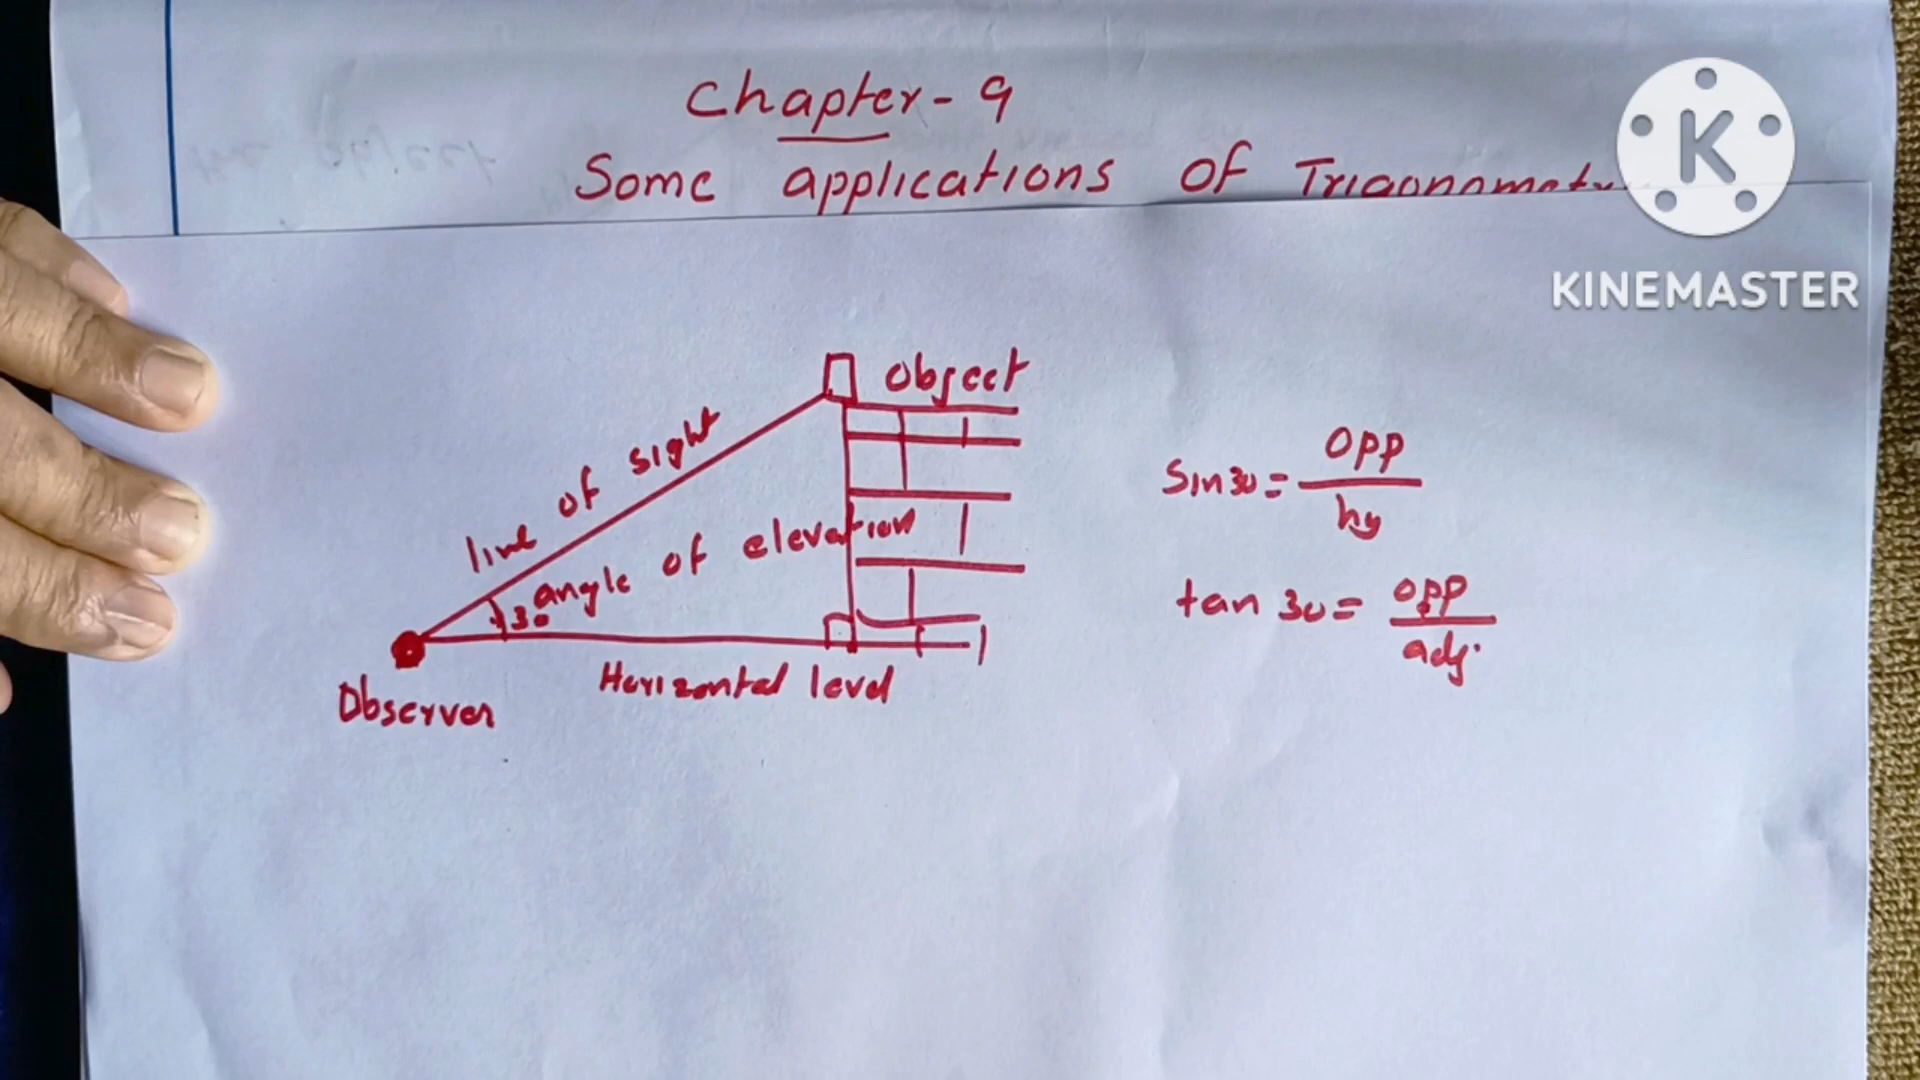 Chapter - 9
Some applications of Trigonometry
K
KINEMASTER
Object
line of sight
angle of elevation
30
Observer
Horizontal level
Sin 30 = opp / hy
tan 30 = opp / adj.